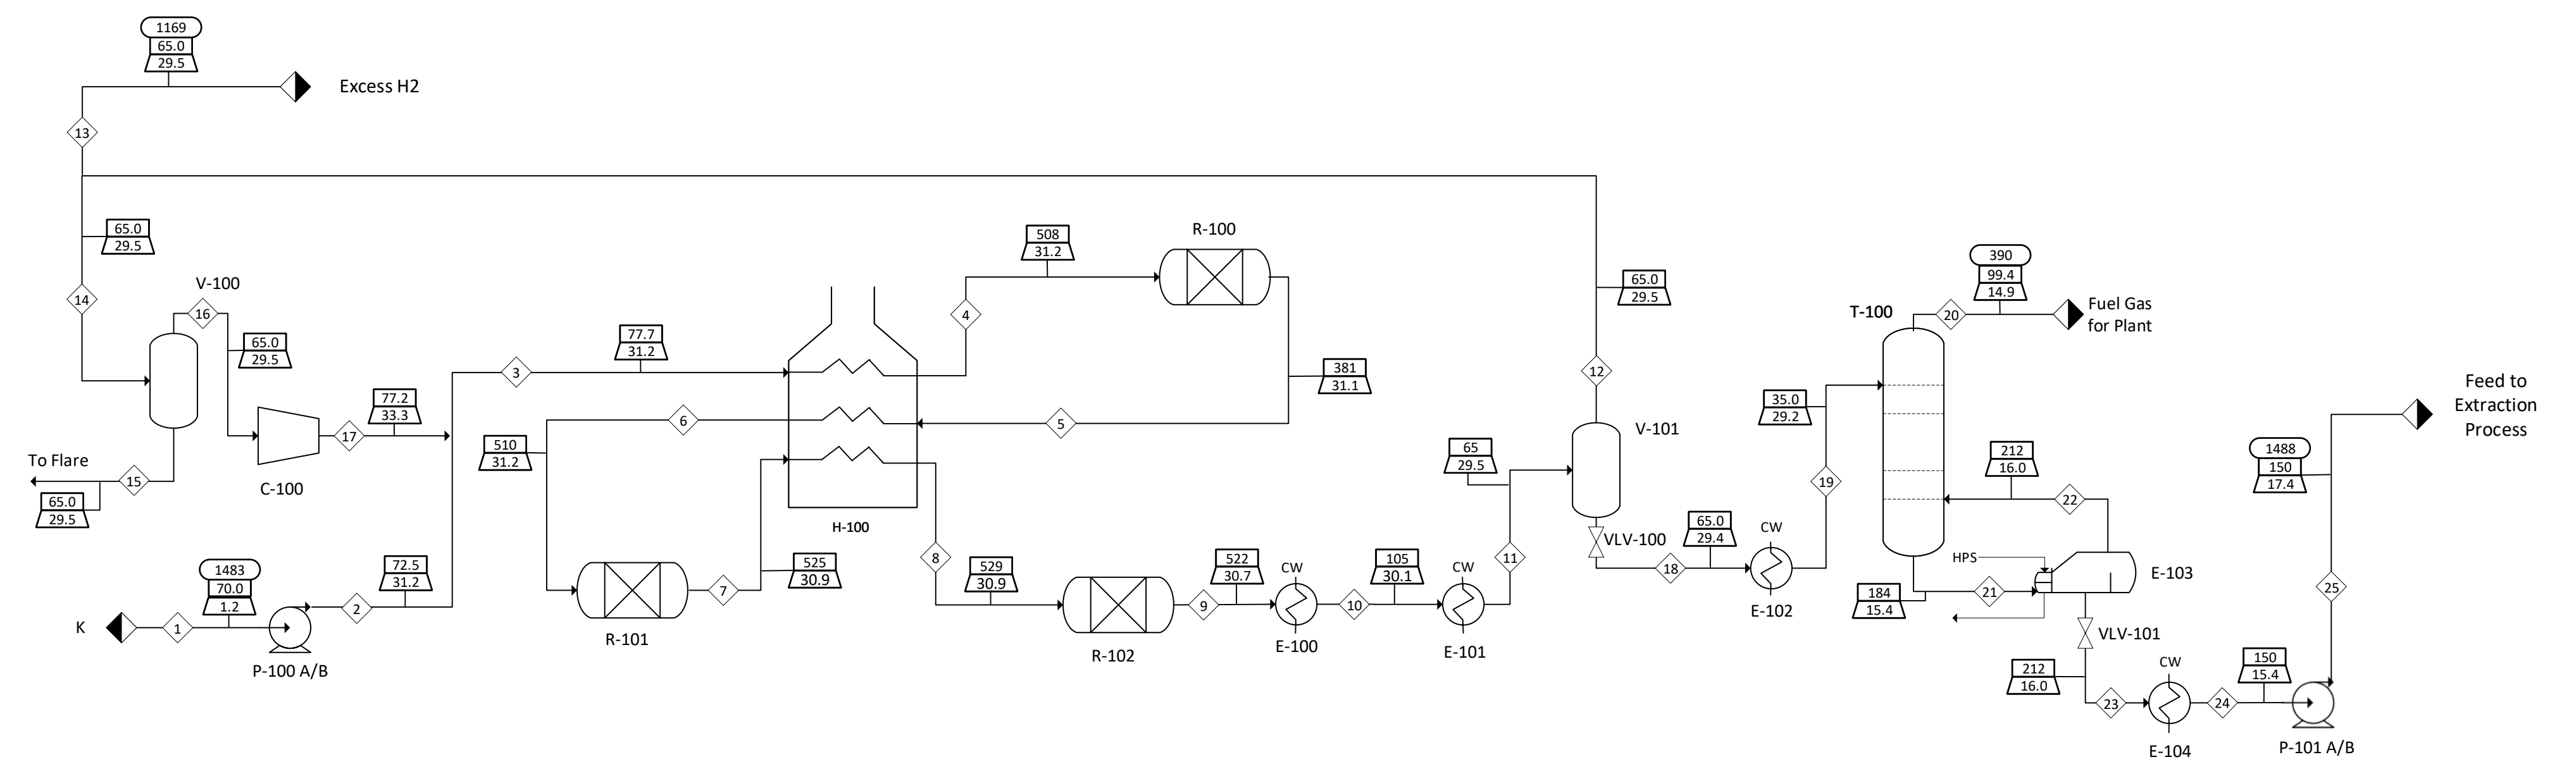 1169
65.0
29.5
Excess H2
13
65.0
29.5
14
V-100
16
65.0
29.5
77.2
33.3
17
C-100
To Flare
15
65.0
29.5
K
1
1483
70.0
1.2
P-100 A/B
2
72.5
31.2
3
77.7
31.2
H-100
4
508
31.2
R-100
381
31.1
5
6
510
31.2
R-101
7
525
30.9
8
529
30.9
R-102
9
522
30.7
CW
E-100
10
105
30.1
CW
E-101
11
65
29.5
V-101
12
65.0
29.5
VLV-100
18
65.0
29.4
CW
E-102
19
35.0
29.2
T-100
20
390
99.4
14.9
Fuel Gas
for Plant
212
16.0
22
HPS
E-103
21
184
15.4
VLV-101
212
16.0
23
CW
E-104
24
150
15.4
P-101 A/B
25
1488
150
17.4
Feed to
Extraction
Process